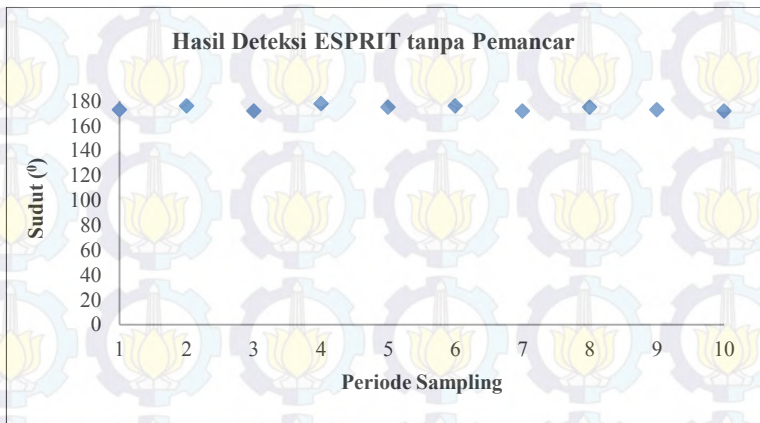 Hasil Deteksi ESPRIT tanpa Pemancar
180
160
140
120
100
80
60
40
20
0
Sudut (⁰)
1 2 3 4 5 6 7 8 9 10
Periode Sampling